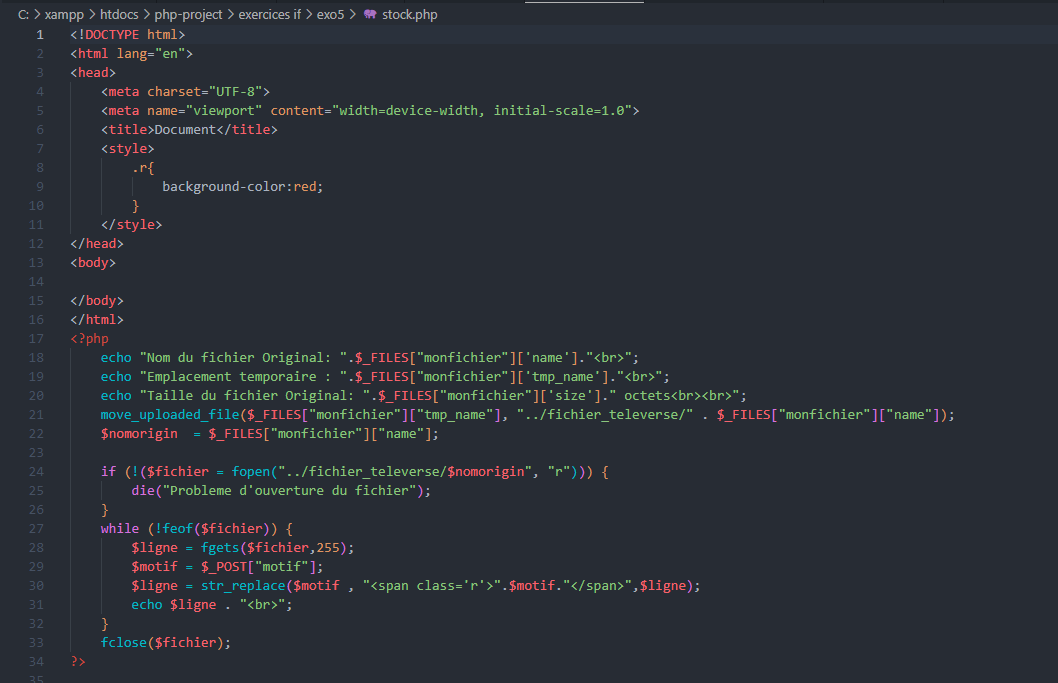 C: > xampp > htdocs > php-project > exercices if > exo5 > stock.php
1 <!DOCTYPE html>
2 <html lang="en">
3 <head>
4 <meta charset="UTF-8">
5 <meta name="viewport" content="width=device-width, initial-scale=1.0">
6 <title>Document</title>
7 <style>
8 .r{
9 background-color:red;
10 }
11 </style>
12 </head>
13 <body>
14
15 </body>
16 </html>
17 <?php
18 echo "Nom du fichier Original: ".$_FILES["monfichier"]['name']."<br>";
19 echo "Emplacement temporaire : ".$_FILES["monfichier"]['tmp_name']."<br>";
20 echo "Taille du fichier Original: ".$_FILES["monfichier"]['size']." octets<br><br>";
21 move_uploaded_file($_FILES["monfichier"]["tmp_name"], "../fichier_televerse/" . $_FILES["monfichier"]["name"]);
22 $nomorigin  = $_FILES["monfichier"]["name"];
23
24 if (!($fichier = fopen("../fichier_televerse/$nomorigin", "r"))) {
25 die("Probleme d'ouverture du fichier");
26 }
27 while (!feof($fichier)) {
28 $ligne = fgets($fichier,255);
29 $motif = $_POST["motif"];
30 $ligne = str_replace($motif , "<span class='r'>".$motif."</span>",$ligne);
31 echo $ligne . "<br>";
32 }
33 fclose($fichier);
34 ?>
35